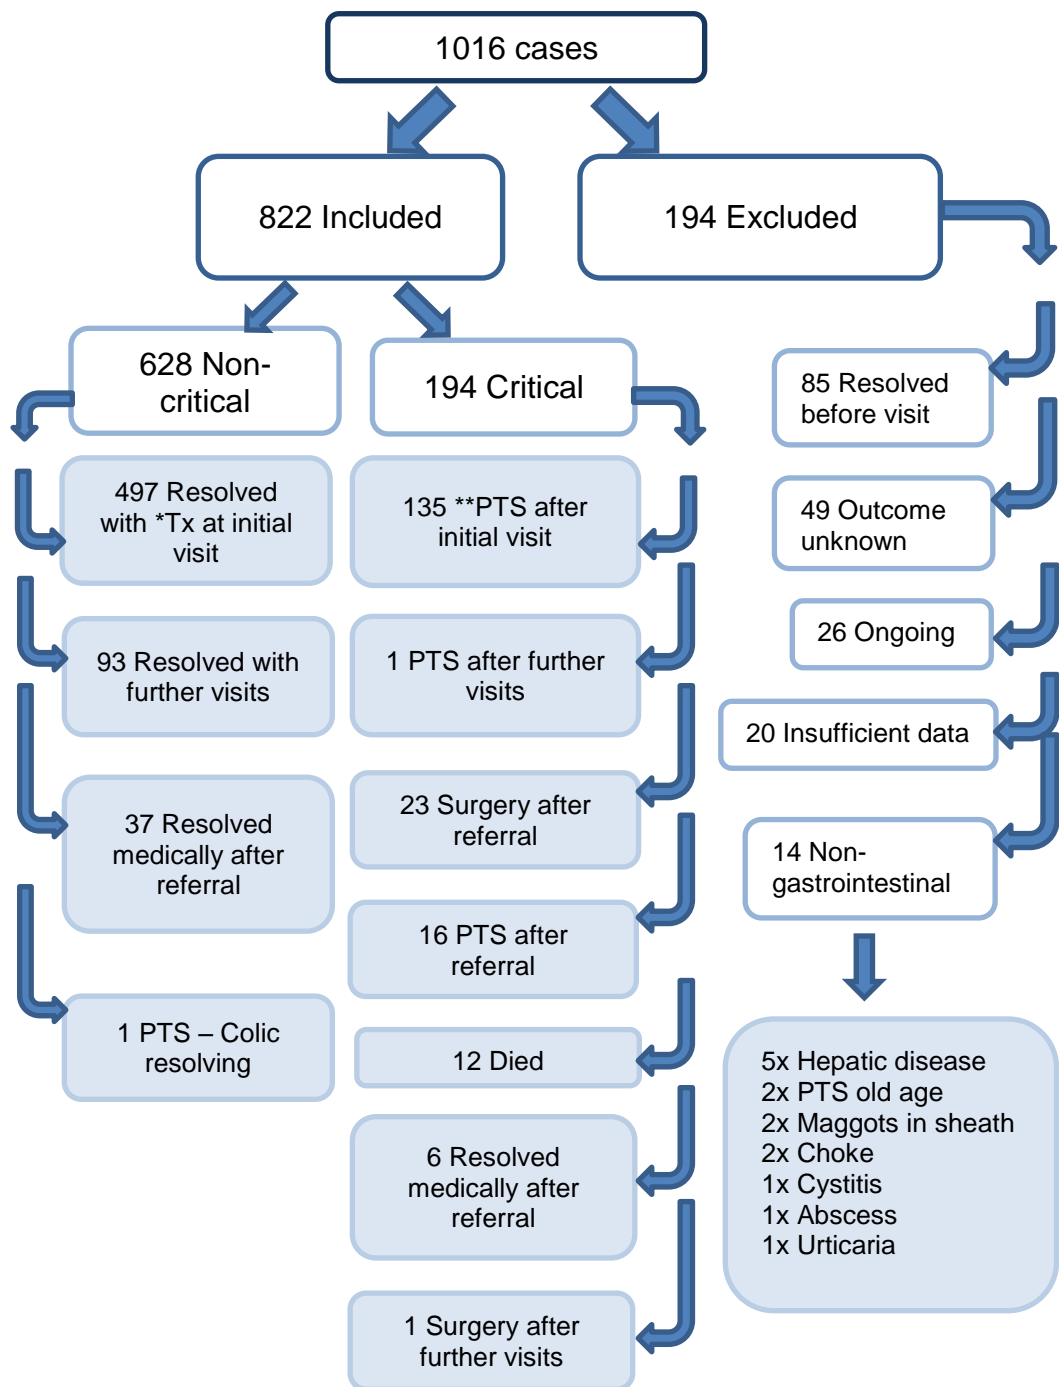 1016 cases
822 Included
194 Excluded
628 Non-
critical
194 Critical
497 Resolved
with *Tx at initial
visit
93 Resolved with
further visits
37 Resolved
medically after
referral
1 PTS – Colic
resolving
135 **PTS after
initial visit
1 PTS after further
visits
23 Surgery after
referral
16 PTS after
referral
12 Died
6 Resolved
medically after
referral
1 Surgery after
further visits
85 Resolved
before visit
49 Outcome
unknown
26 Ongoing
20 Insufficient data
14 Non-
gastrointestinal
5x Hepatic disease
2x PTS old age
2x Maggots in sheath
2x Choke
1x Cystitis
1x Abscess
1x Urticaria